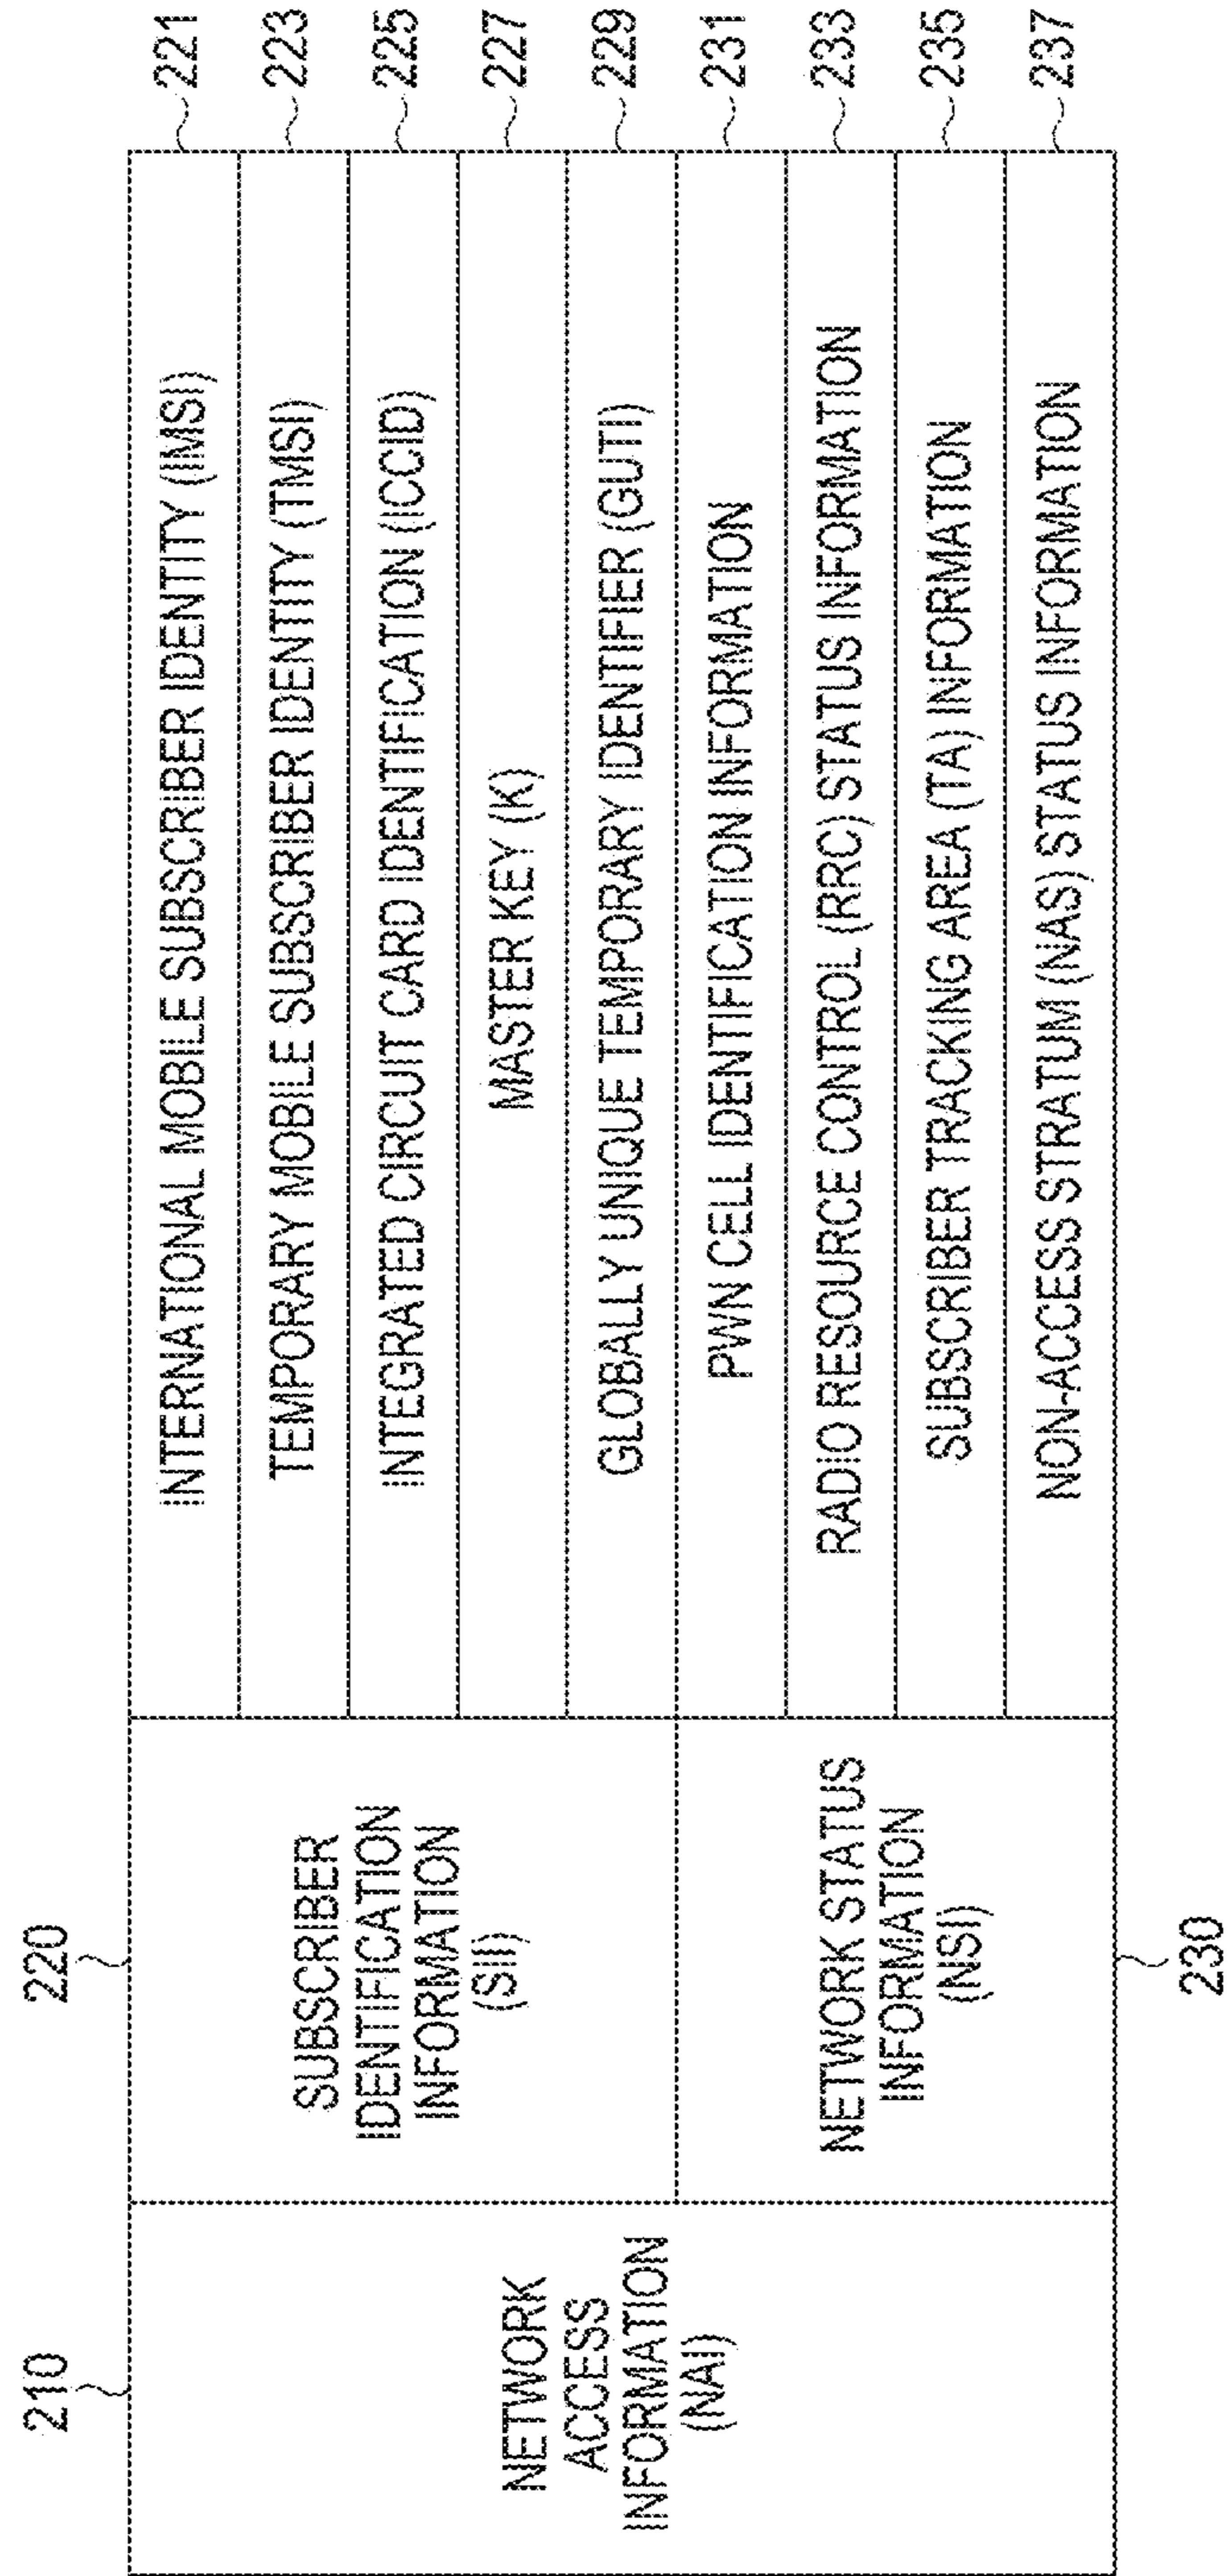 210
NETWORK
ACCESS
INFORMATION
(NAI)
220
SUBSCRIBER
IDENTIFICATION
INFORMATION
(SII)
INTERNATIONAL MOBILE SUBSCRIBER IDENTITY (IMSI) 221
TEMPORARY MOBILE SUBSCRIBER IDENTITY (TMSI) 223
INTEGRATED CIRCUIT CARD IDENTIFICATION (ICCID) 225
MASTER KEY (K) 227
GLOBALLY UNIQUE TEMPORARY IDENTIFIER (GUTI) 229
NETWORK STATUS
INFORMATION
(NSI)
230
PWN CELL IDENTIFICATION INFORMATION 231
RADIO RESOURCE CONTROL (RRC) STATUS INFORMATION 233
SUBSCRIBER TRACKING AREA (TA) INFORMATION 235
NON-ACCESS STRATUM (NAS) STATUS INFORMATION 237